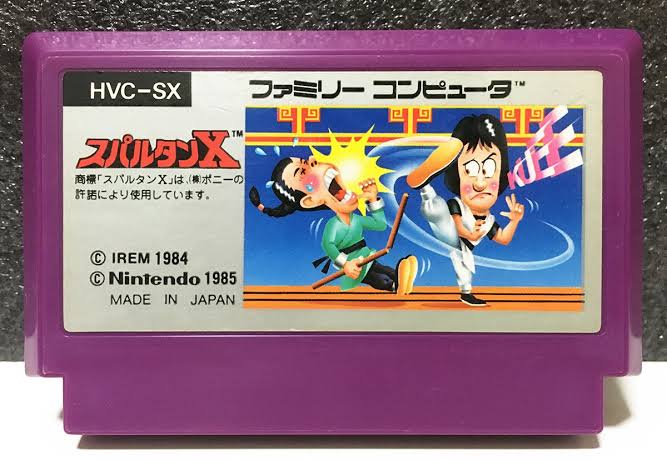 HVC-SX
ファミリー コンピュータ™
スパルタンX™
商標「スパルタンX」は、(株)ポニーの
許諾により使用しています。
© IREM 1984
© Nintendo 1985
MADE IN JAPAN